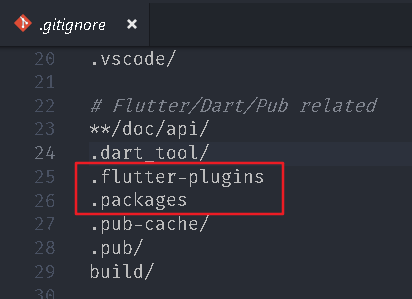 .gitignore ×
20 .vscode/
21
22 # Flutter/Dart/Pub related
23 **/doc/api/
24 .dart_tool/
25 .flutter-plugins
26 .packages
27 .pub-cache/
28 .pub/
29 build/
30